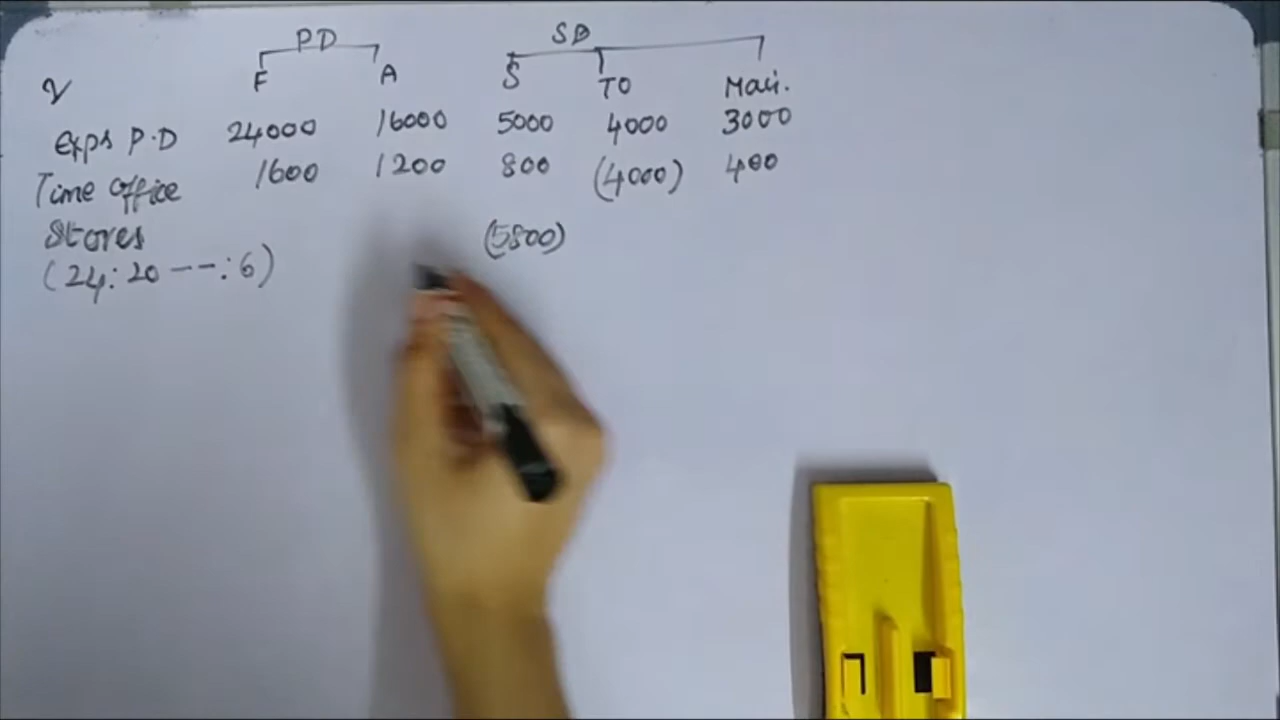 PD SD
F A S TO Maci.
Exps P.D 24000 16000 5000 4000 3000
Time office 1600 1200 800 (4000) 400
Stores (5800)
(24:20 --:6)